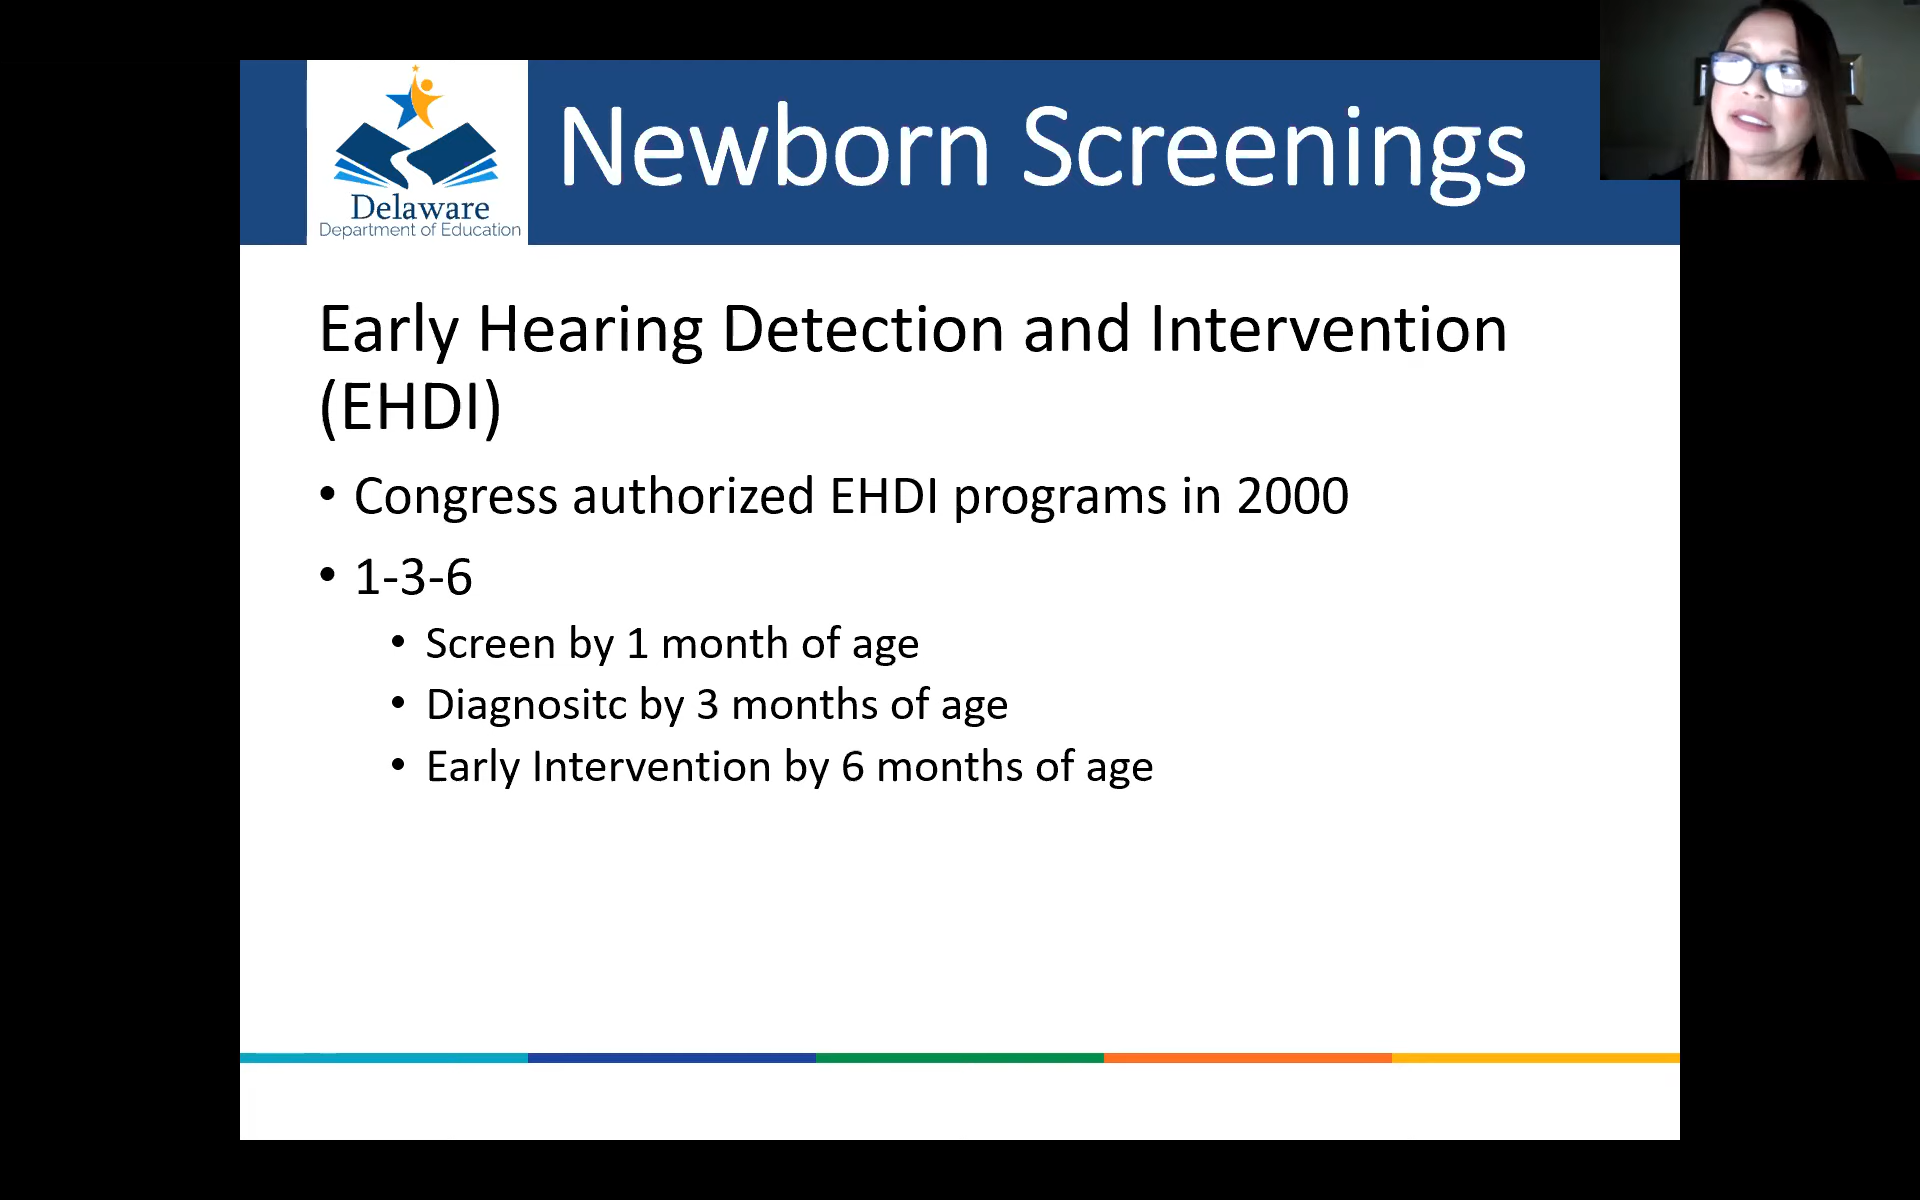 Delaware
Department of Education
Newborn Screenings
Early Hearing Detection and Intervention
(EHDI)
• Congress authorized EHDI programs in 2000
• 1-3-6
• Screen by 1 month of age
• Diagnositc by 3 months of age
• Early Intervention by 6 months of age